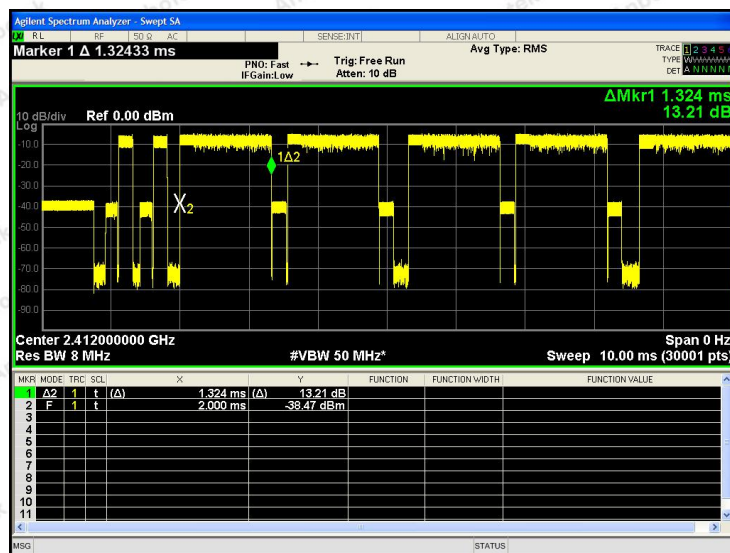 Agilent Spectrum Analyzer - Swept SA
LXI RL RF 50 Ω AC SENSE:INT ALIGN AUTO
Marker 1 Δ 1.32433 ms
PNO: Fast
IFGain:Low
Trig: Free Run
Atten: 10 dB
Avg Type: RMS
TRACE 1 2 3 4 5
TYPE
DET A N N N N
ΔMkr1 1.324 ms
13.21 dB
10 dB/div Ref 0.00 dBm
Log
-10.0
-20.0
-30.0
-40.0
-50.0
-60.0
-70.0
-80.0
-90.0
1Δ2
X2
Center 2.412000000 GHz
Span 0 Hz
Res BW 8 MHz #VBW 50 MHz* Sweep 10.00 ms (30001 pts)
MKR MODE TRC SCL X Y FUNCTION FUNCTION WIDTH FUNCTION VALUE
1 Δ2 1 t (Δ) 1.324 ms (Δ) 13.21 dB
2 F 1 t 2.000 ms -38.47 dBm
3
4
5
6
7
8
9
10
11
MSG STATUS